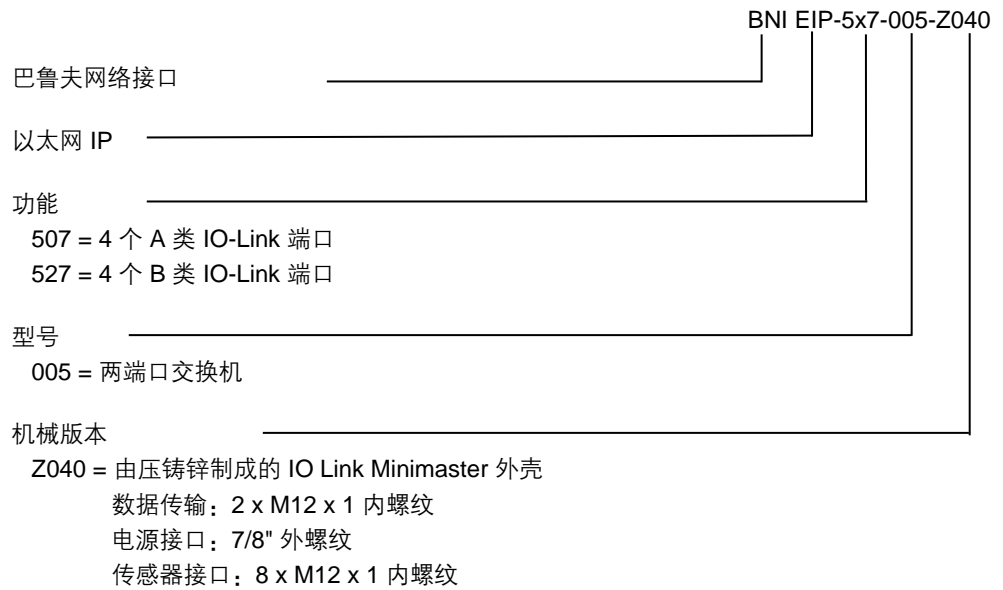 BNI EIP-5x7-005-Z040
巴鲁夫网络接口
以太网 IP
功能
507 = 4 个 A 类 IO-Link 端口
527 = 4 个 B 类 IO-Link 端口
型号
005 = 两端口交换机
机械版本
Z040 = 由压铸锌制成的 IO Link Minimaster 外壳
数据传输：2 x M12 x 1 内螺纹
电源接口：7/8" 外螺纹
传感器接口：8 x M12 x 1 内螺纹